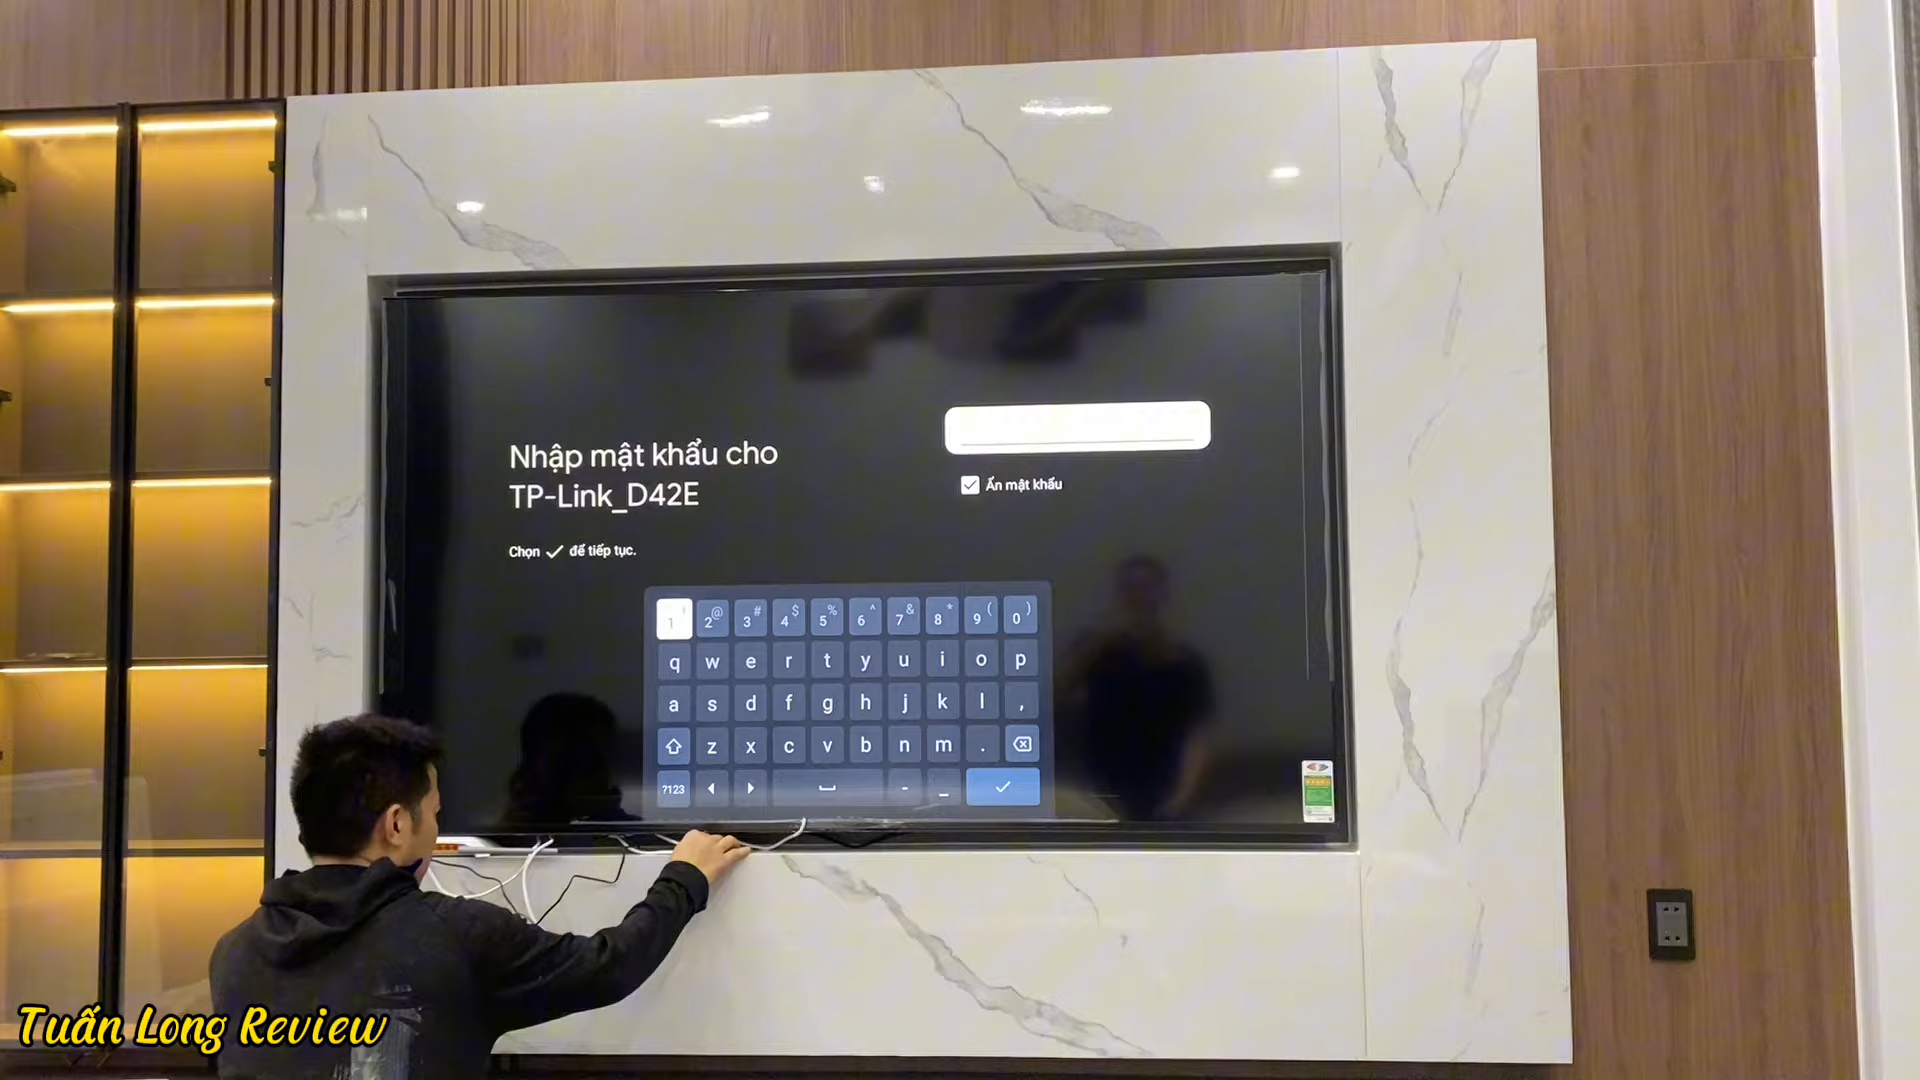 Nhập mật khẩu cho
TP-Link_D42E
Chọn ✓ để tiếp tục.
Ẩn mật khẩu
1 ! 2 @ 3 # 4 $ 5 % 6 ^ 7 & 8 * 9 ( 0 )
q w e r t y u i o p
a s d f g h j k l ,
z x c v b n m .
?123 - _
Tuấn Long Review